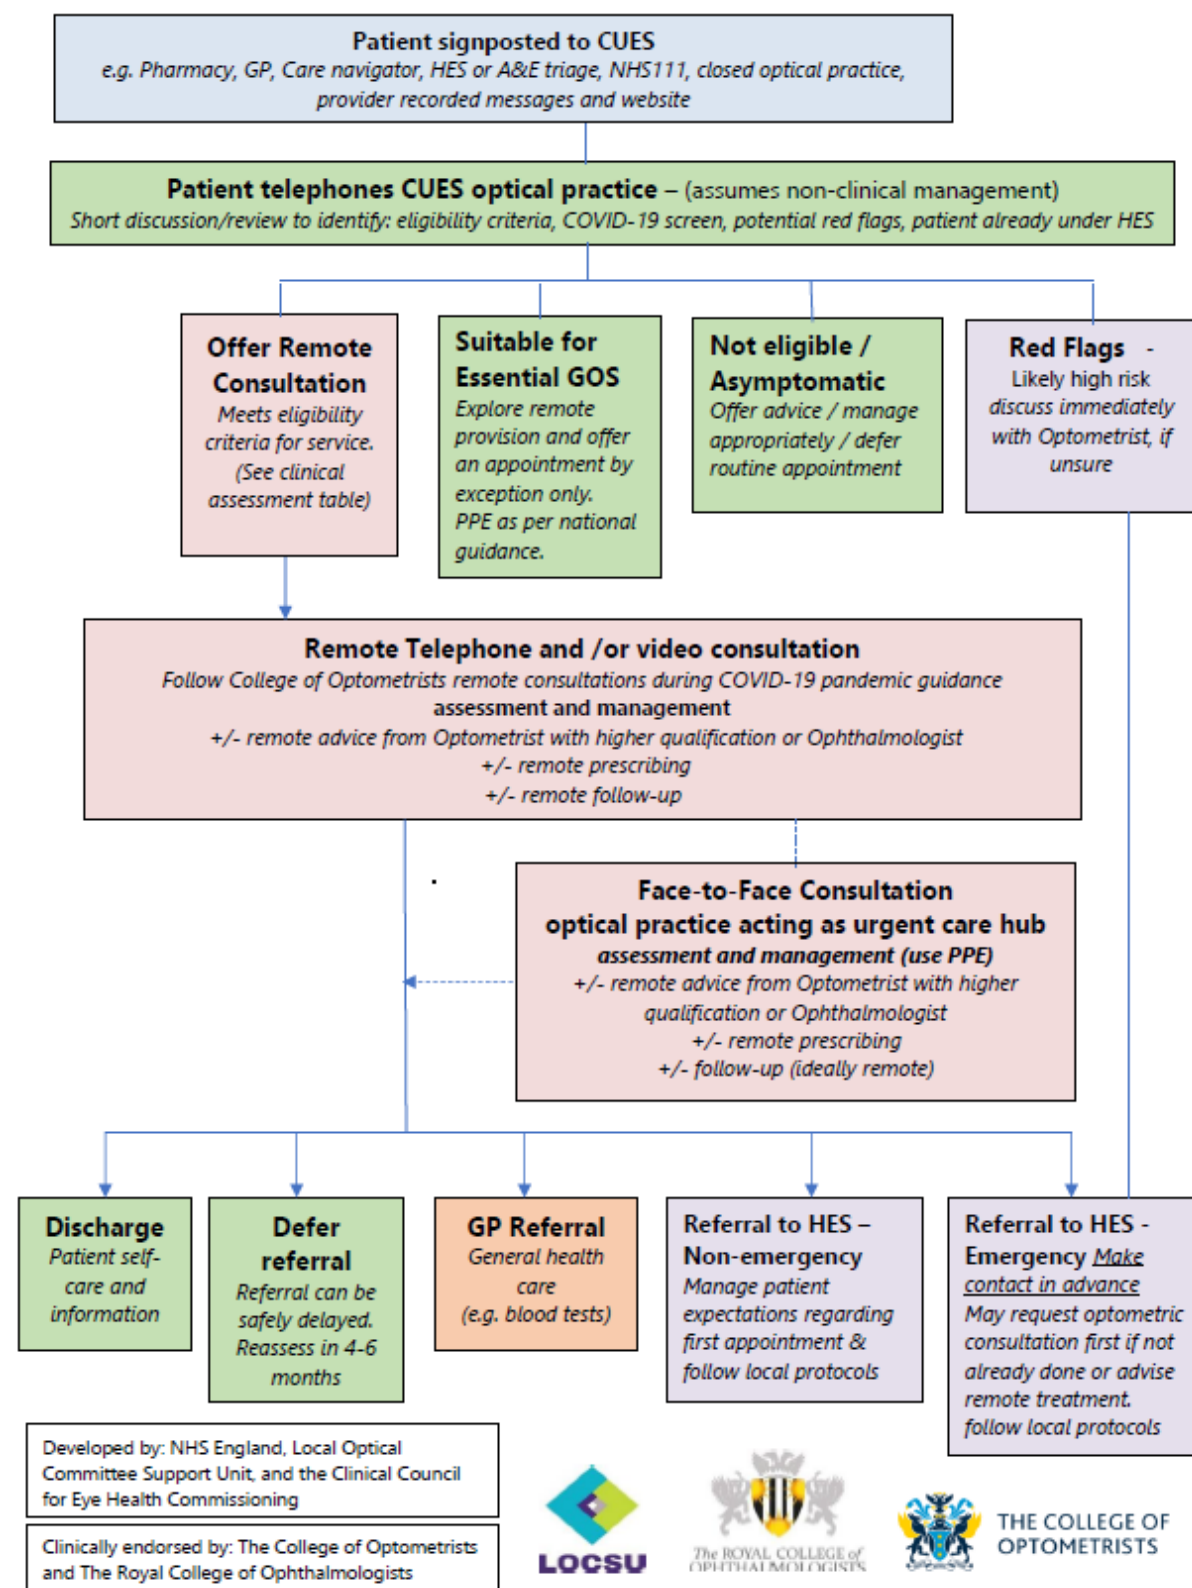 Patient signposted to CUES
e.g. Pharmacy, GP, Care navigator, HES or A&E triage, NHS111, closed optical practice,
provider recorded messages and website
Patient telephones CUES optical practice – (assumes non-clinical management)
Short discussion/review to identify: eligibility criteria, COVID-19 screen, potential red flags, patient already under HES
Offer Remote
Consultation
Meets eligibility
criteria for service.
(See clinical
assessment table)
Suitable for
Essential GOS
Explore remote
provision and offer
an appointment by
exception only.
PPE as per national
guidance.
Not eligible /
Asymptomatic
Offer advice / manage
appropriately / defer
routine appointment
Red Flags -
Likely high risk
discuss immediately
with Optometrist, if
unsure
Remote Telephone and /or video consultation
Follow College of Optometrists remote consultations during COVID-19 pandemic guidance
assessment and management
+/- remote advice from Optometrist with higher qualification or Ophthalmologist
+/- remote prescribing
+/- remote follow-up
Face-to-Face Consultation
optical practice acting as urgent care hub
assessment and management (use PPE)
+/- remote advice from Optometrist with higher
qualification or Ophthalmologist
+/- remote prescribing
+/- follow-up (ideally remote)
Discharge
Patient self-
care and
information
Defer
referral
Referral can be
safely delayed.
Reassess in 4-6
months
GP Referral
General health
care
(e.g. blood tests)
Referral to HES –
Non-emergency
Manage patient
expectations regarding
first appointment &
follow local protocols
Referral to HES -
Emergency Make
contact in advance
May request optometric
consultation first if not
already done or advise
remote treatment.
follow local protocols
Developed by: NHS England, Local Optical
Committee Support Unit, and the Clinical Council
for Eye Health Commissioning
Clinically endorsed by: The College of Optometrists
and The Royal College of Ophthalmologists
LOCSU
The ROYAL COLLEGE of
OPHTHALMOLOGISTS
THE COLLEGE OF
OPTOMETRISTS